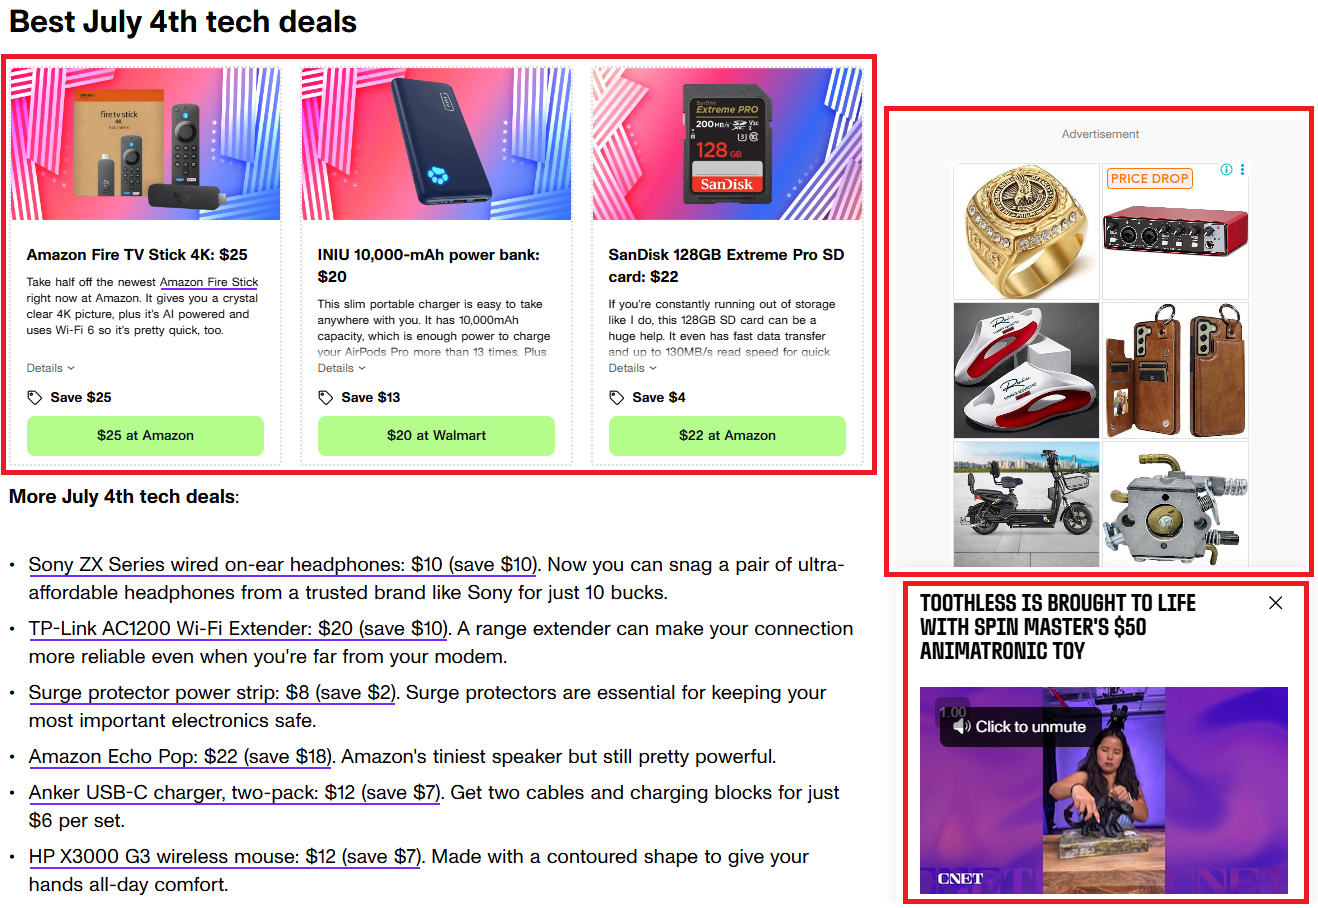 Best July 4th tech deals
fire tv stick
4K
Amazon Fire TV Stick 4K: $25
Take half off the newest Amazon Fire Stick
right now at Amazon. It gives you a crystal
clear 4K picture, plus it's AI powered and
uses Wi-Fi 6 so it's pretty quick, too.
Details
Save $25
$25 at Amazon
INIU
INIU 10,000-mAh power bank:
$20
This slim portable charger is easy to take
anywhere with you. It has 10,000mAh
capacity, which is enough power to charge
your AirPods Pro more than 13 times. Plus
Details
Save $13
$20 at Walmart
SanDisk
Extreme PRO
200 MB/s XC V30
U3
128 GB
SanDisk
SanDisk 128GB Extreme Pro SD
card: $22
If you're constantly running out of storage
like I do, this 128GB SD card can be a
huge help. It even has fast data transfer
and up to 130MB/s read speed for quick
Details
Save $4
$22 at Amazon
More July 4th tech deals:
• Sony ZX Series wired on-ear headphones: $10 (save $10). Now you can snag a pair of ultra-
affordable headphones from a trusted brand like Sony for just 10 bucks.
• TP-Link AC1200 Wi-Fi Extender: $20 (save $10). A range extender can make your connection
more reliable even when you're far from your modem.
• Surge protector power strip: $8 (save $2). Surge protectors are essential for keeping your
most important electronics safe.
• Amazon Echo Pop: $22 (save $18). Amazon's tiniest speaker but still pretty powerful.
• Anker USB-C charger, two-pack: $12 (save $7). Get two cables and charging blocks for just
$6 per set.
• HP X3000 G3 wireless mouse: $12 (save $7). Made with a contoured shape to give your
hands all-day comfort.
Advertisement
PRICE DROP
TOOTHLESS IS BROUGHT TO LIFE
WITH SPIN MASTER'S $50
ANIMATRONIC TOY
1.00
Click to unmute
CNET